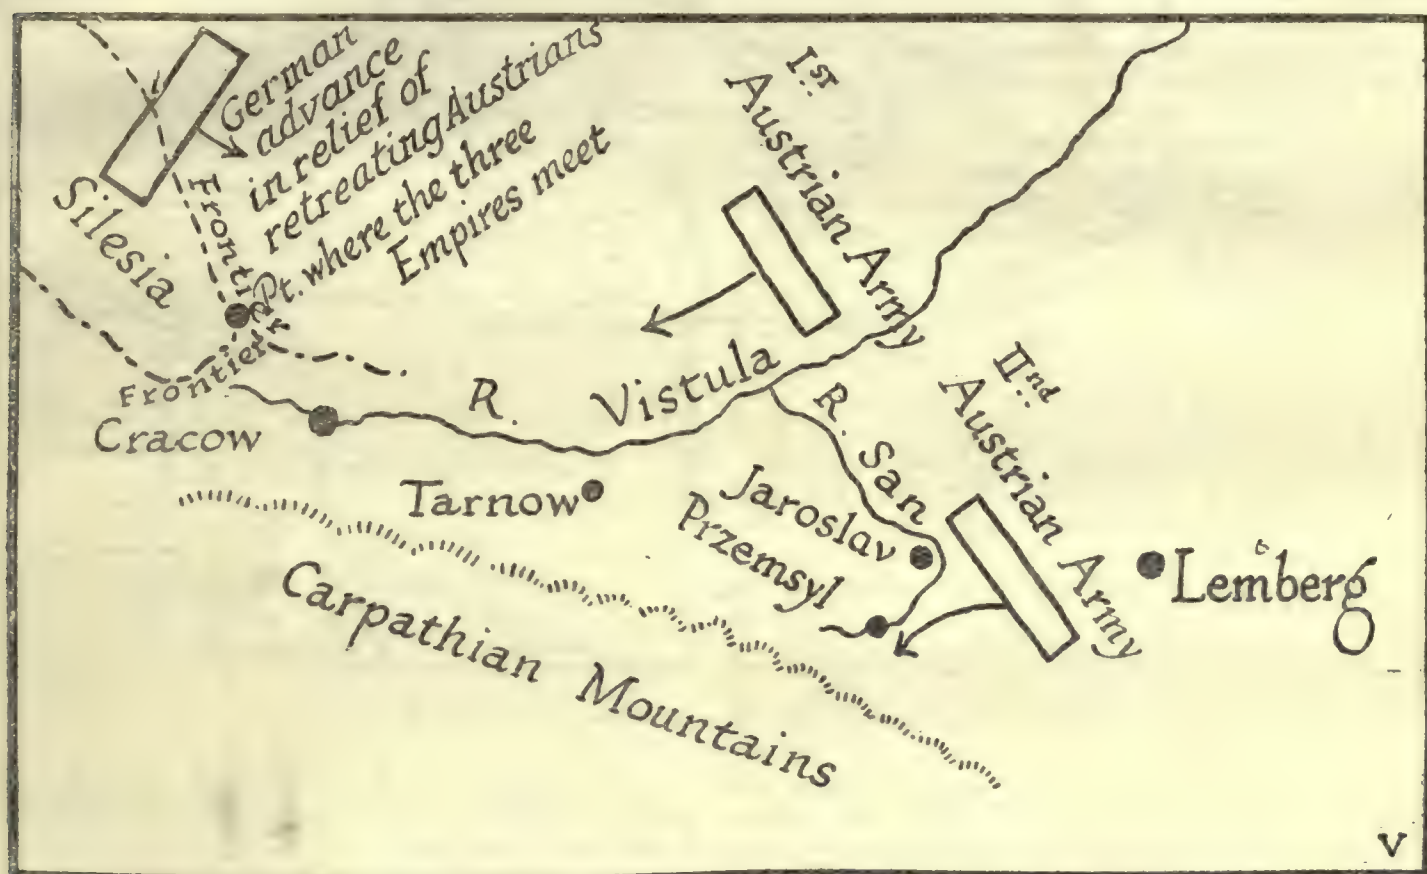 German
advance
in relief of
retreating Austrians
Pt. where the three
Empires meet
Silesia
Frontier
Frontier
Cracow
Ist
Austrian Army
R. Vistula
R. San
IInd
Austrian Army
Tarnow
Jaroslav
Przemsyl
Lemberg
Carpathian Mountains
V